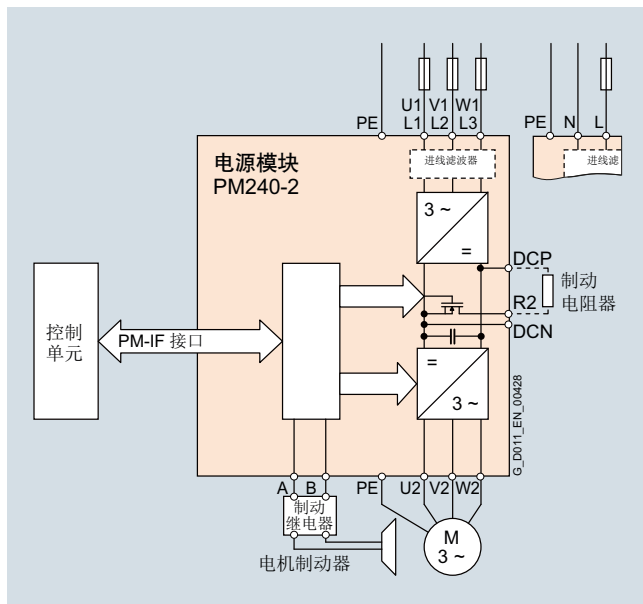 U1 V1 W1
PE L1 L2 L3
PE N L
电源模块
PM240-2
进线滤波器
进线滤
3 ~
=
DCP
制动
电阻器
R2
DCN
控制
单元
PM-IF 接口
=
3 ~
G_D011_EN_00428
A B PE U2 V2 W2
制动
继电器
M
3 ~
电机制动器